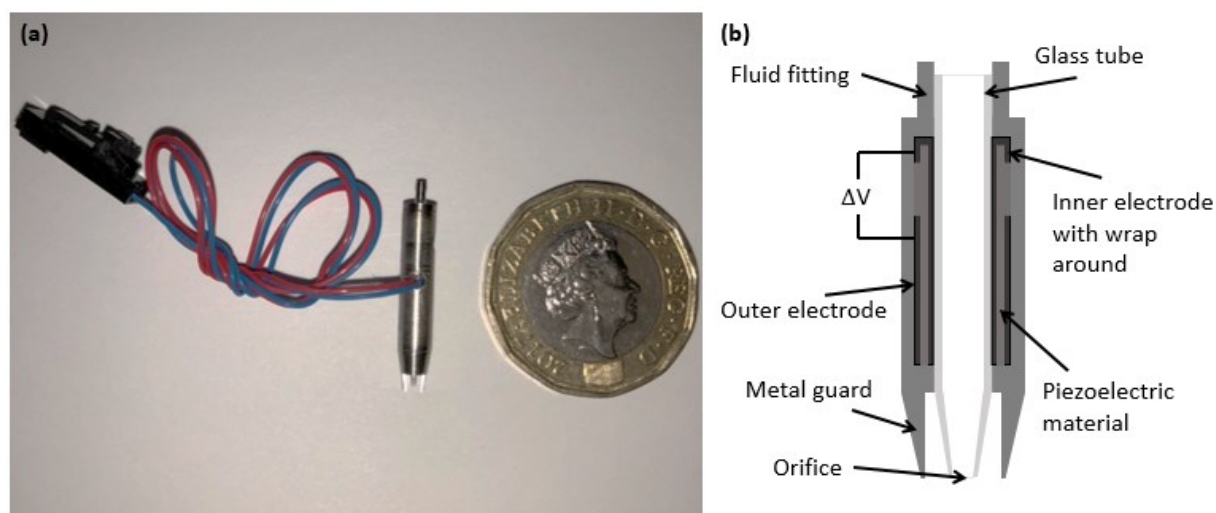 (a)
ELIZABETH II
(b)
Fluid fitting
Glass tube
ΔV
Inner electrode
with wrap
around
Outer electrode
Metal guard
Piezoelectric
material
Orifice